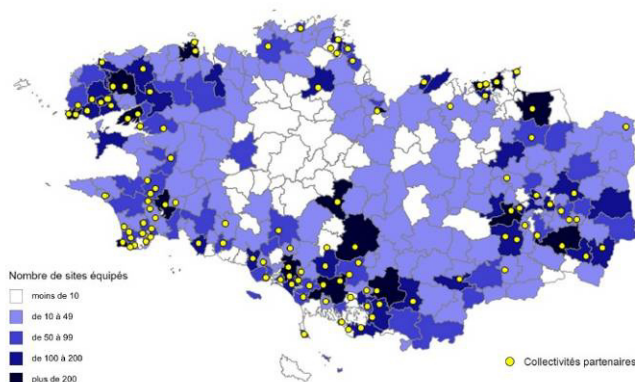 Nombre de sites équipés
moins de 10
de 10 à 49
de 50 à 99
de 100 à 200
plus de 200
Collectivités partenaires